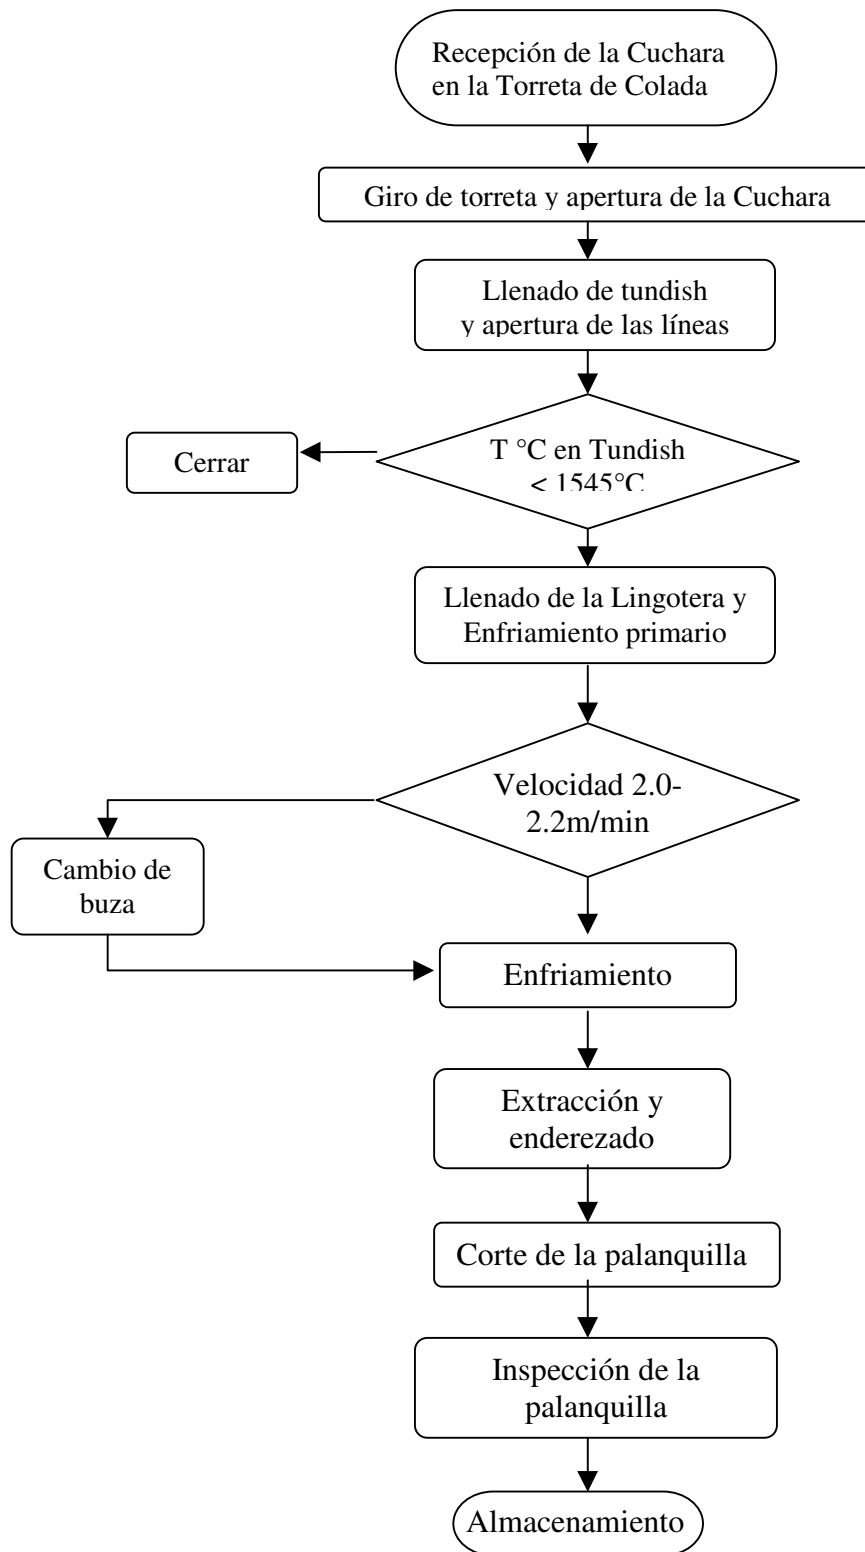 Recepción de la Cuchara
en la Torreta de Colada
Giro de torreta y apertura de la Cuchara
Llenado de tundish
y apertura de las líneas
T °C en Tundish
< 1545°C
Cerrar
Llenado de la Lingotera y
Enfriamiento primario
Velocidad 2.0-
2.2m/min
Cambio de
buza
Enfriamiento
Extracción y
enderezado
Corte de la palanquilla
Inspección de la
palanquilla
Almacenamiento